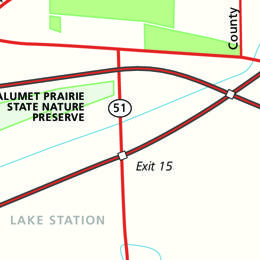 County
ALUMET PRAIRIE
STATE NATURE
PRESERVE
51
Exit 15
LAKE STATION